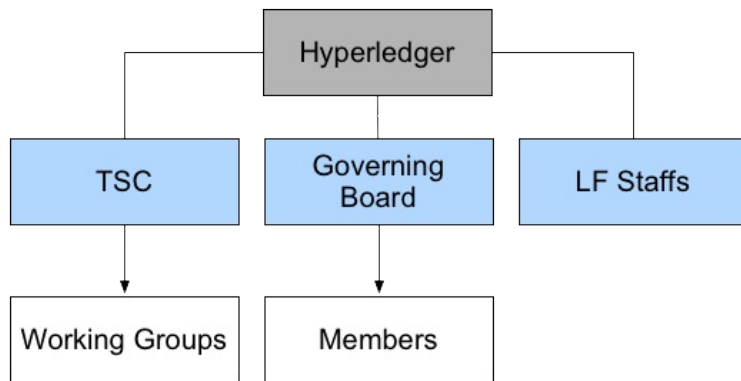 Hyperledger
TSC
Governing
Board
LF Staffs
Working Groups
Members